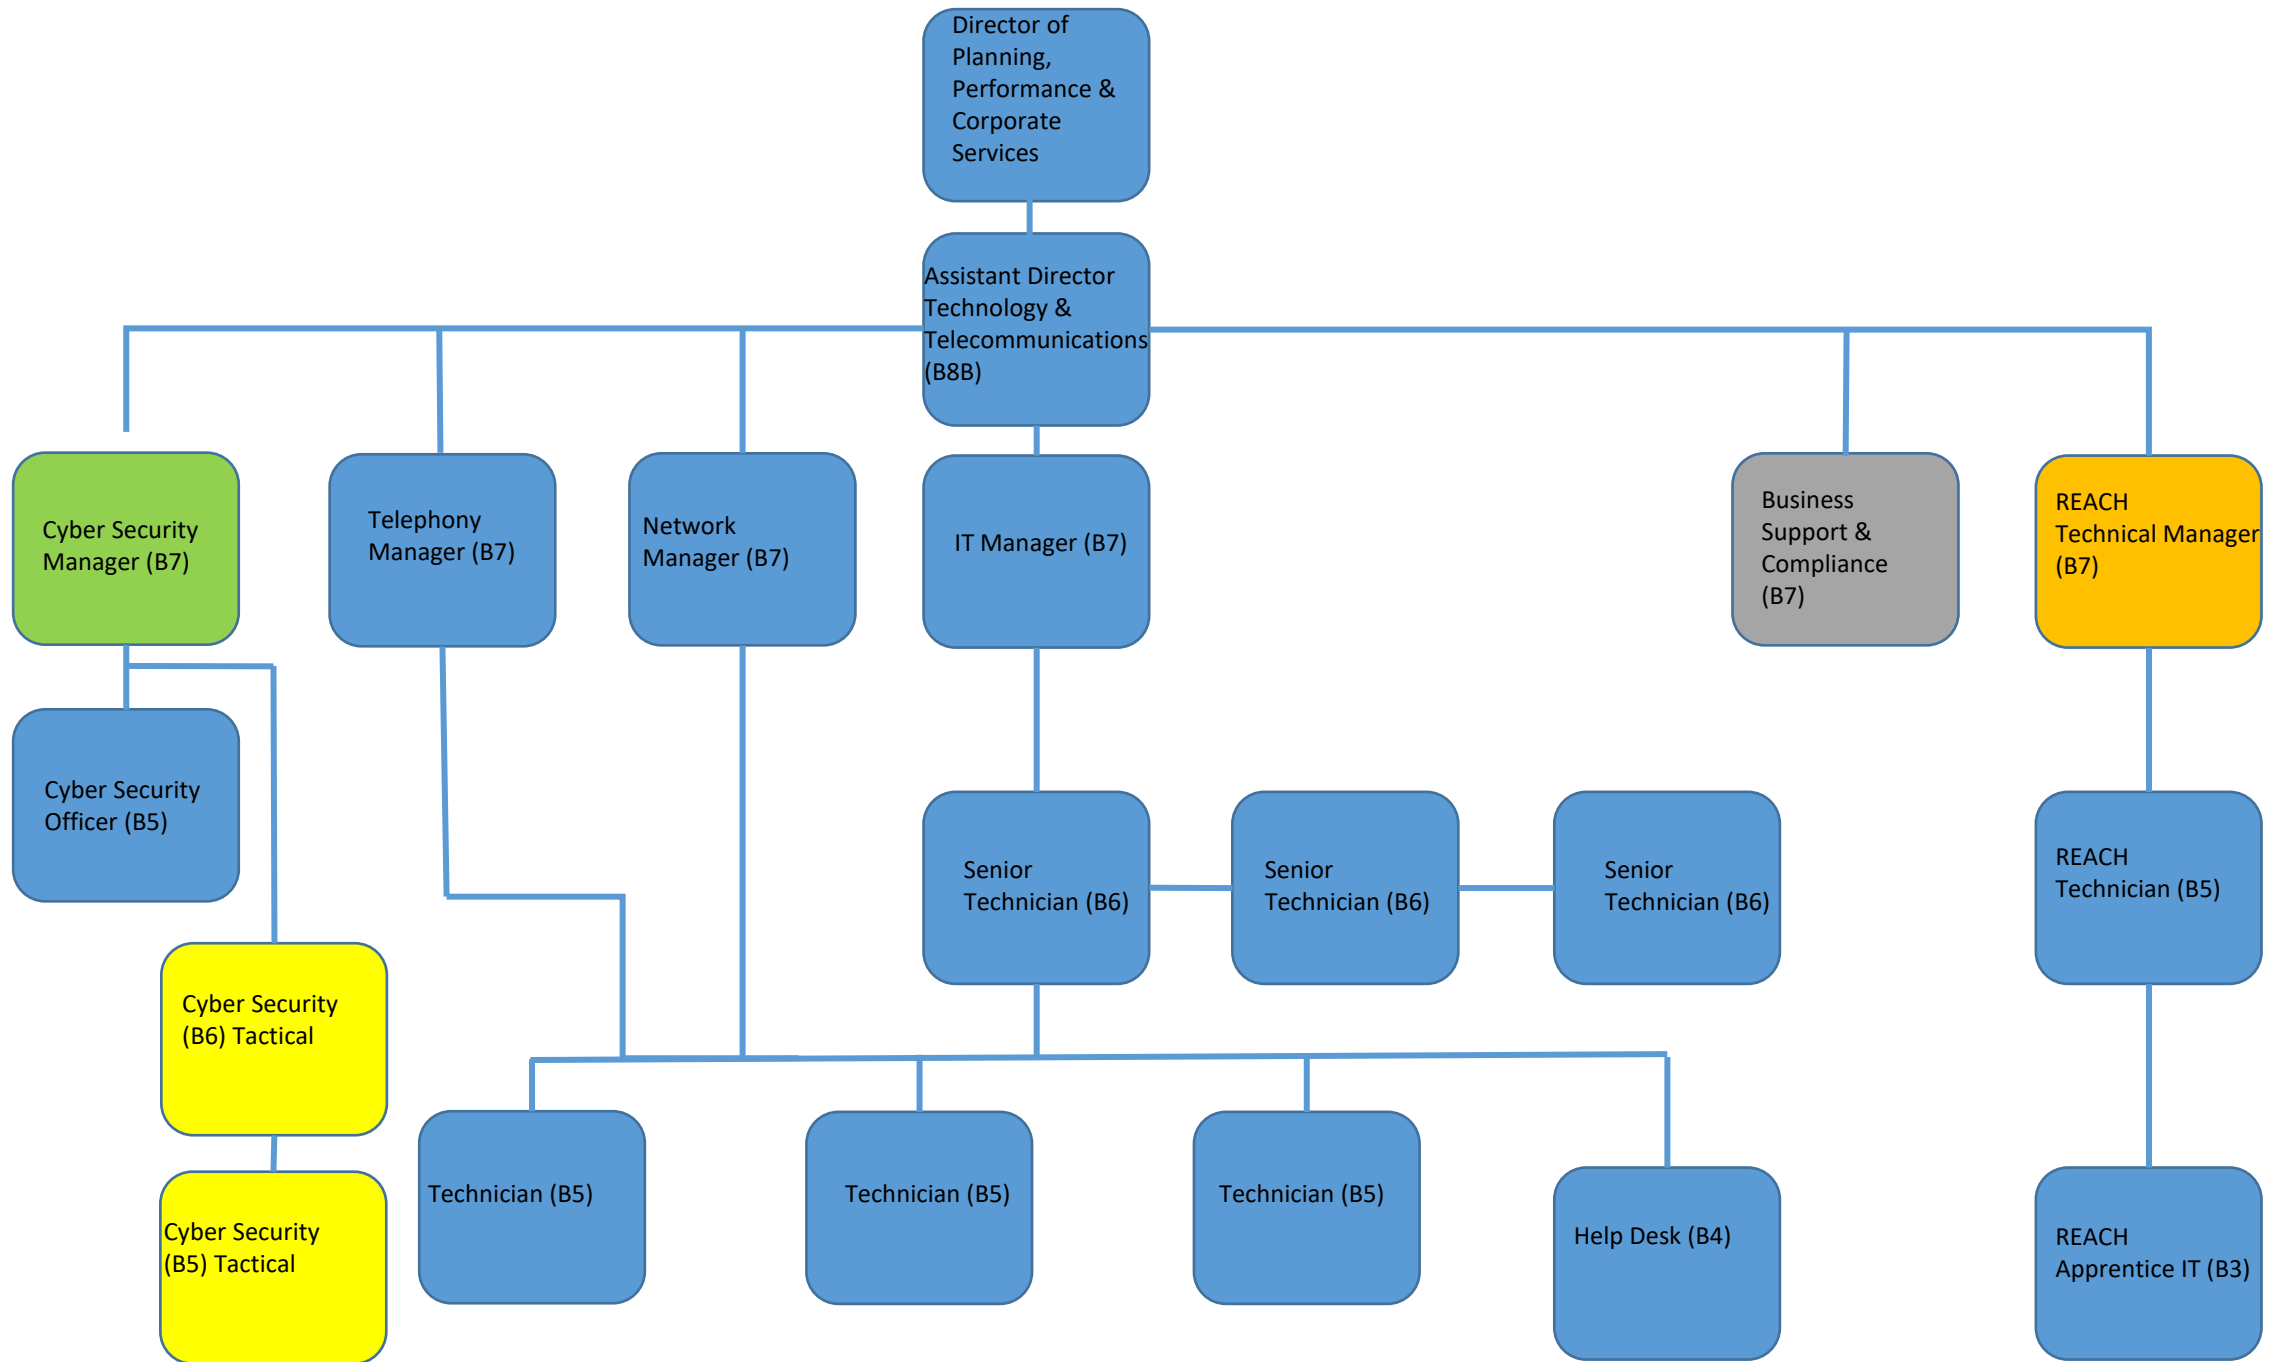 Director of
Planning,
Performance &
Corporate
Services
Assistant Director
Technology &
Telecommunications
(B8B)
Cyber Security
Manager (B7)
Telephony
Manager (B7)
Network
Manager (B7)
IT Manager (B7)
Business
Support &
Compliance
(B7)
REACH
Technical Manager
(B7)
Cyber Security
Officer (B5)
Senior
Technician (B6)
Senior
Technician (B6)
Senior
Technician (B6)
REACH
Technician (B5)
Cyber Security
(B6) Tactical
Cyber Security
(B5) Tactical
Technician (B5)
Technician (B5)
Technician (B5)
Help Desk (B4)
REACH
Apprentice IT (B3)